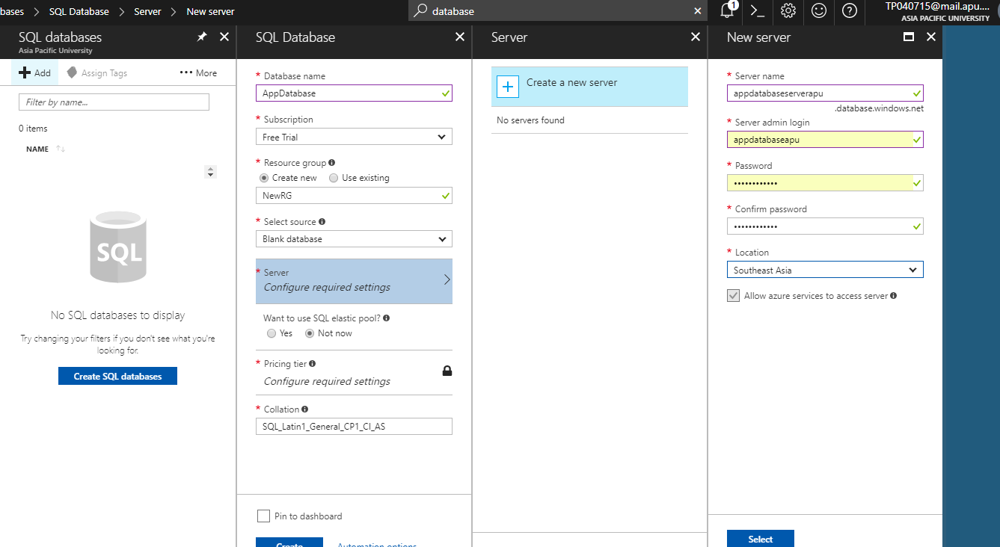 bases > SQL Database > Server > New server
database
1
TP040715@mail.apu....
ASIA PACIFIC UNIVERSITY
SQL databases
Asia Pacific University
Add
Assign Tags
More
Filter by name...
0 items
NAME
SQL
No SQL databases to display
Try changing your filters if you don't see what you're
looking for.
Create SQL databases
SQL Database
* Database name
AppDatabase
* Subscription
Free Trial
* Resource group
Create new
Use existing
NewRG
* Select source
Blank database
* Server
Configure required settings
Want to use SQL elastic pool?
Yes
Not now
* Pricing tier
Configure required settings
* Collation
SQL_Latin1_General_CP1_CI_AS
Pin to dashboard
Create
Automation options
Server
Create a new server
No servers found
New server
* Server name
appdatabaseserverapu
.database.windows.net
* Server admin login
appdatabaseapu
* Password
••••••••••••
* Confirm password
••••••••••••
* Location
Southeast Asia
Allow azure services to access server
Select